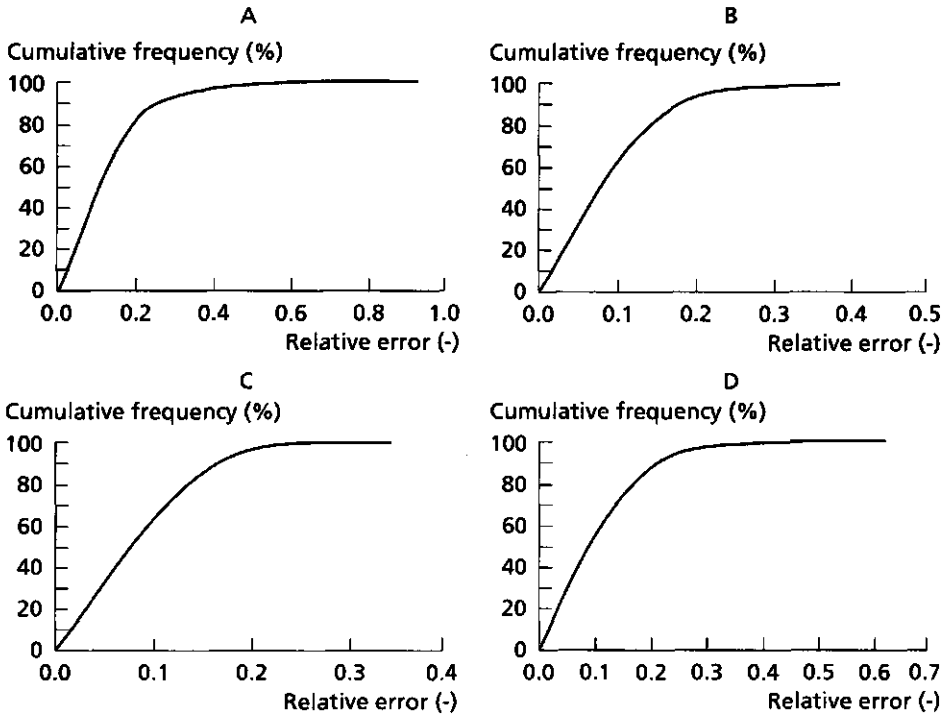 A
Cumulative frequency (%)
100
80
60
40
20
0
0.0 0.2 0.4 0.6 0.8 1.0
Relative error (-)
B
Cumulative frequency (%)
100
80
60
40
20
0
0.0 0.1 0.2 0.3 0.4 0.5
Relative error (-)
C
Cumulative frequency (%)
100
80
60
40
20
0
0.0 0.1 0.2 0.3 0.4
Relative error (-)
D
Cumulative frequency (%)
100
80
60
40
20
0
0.0 0.1 0.2 0.3 0.4 0.5 0.6 0.7
Relative error (-)